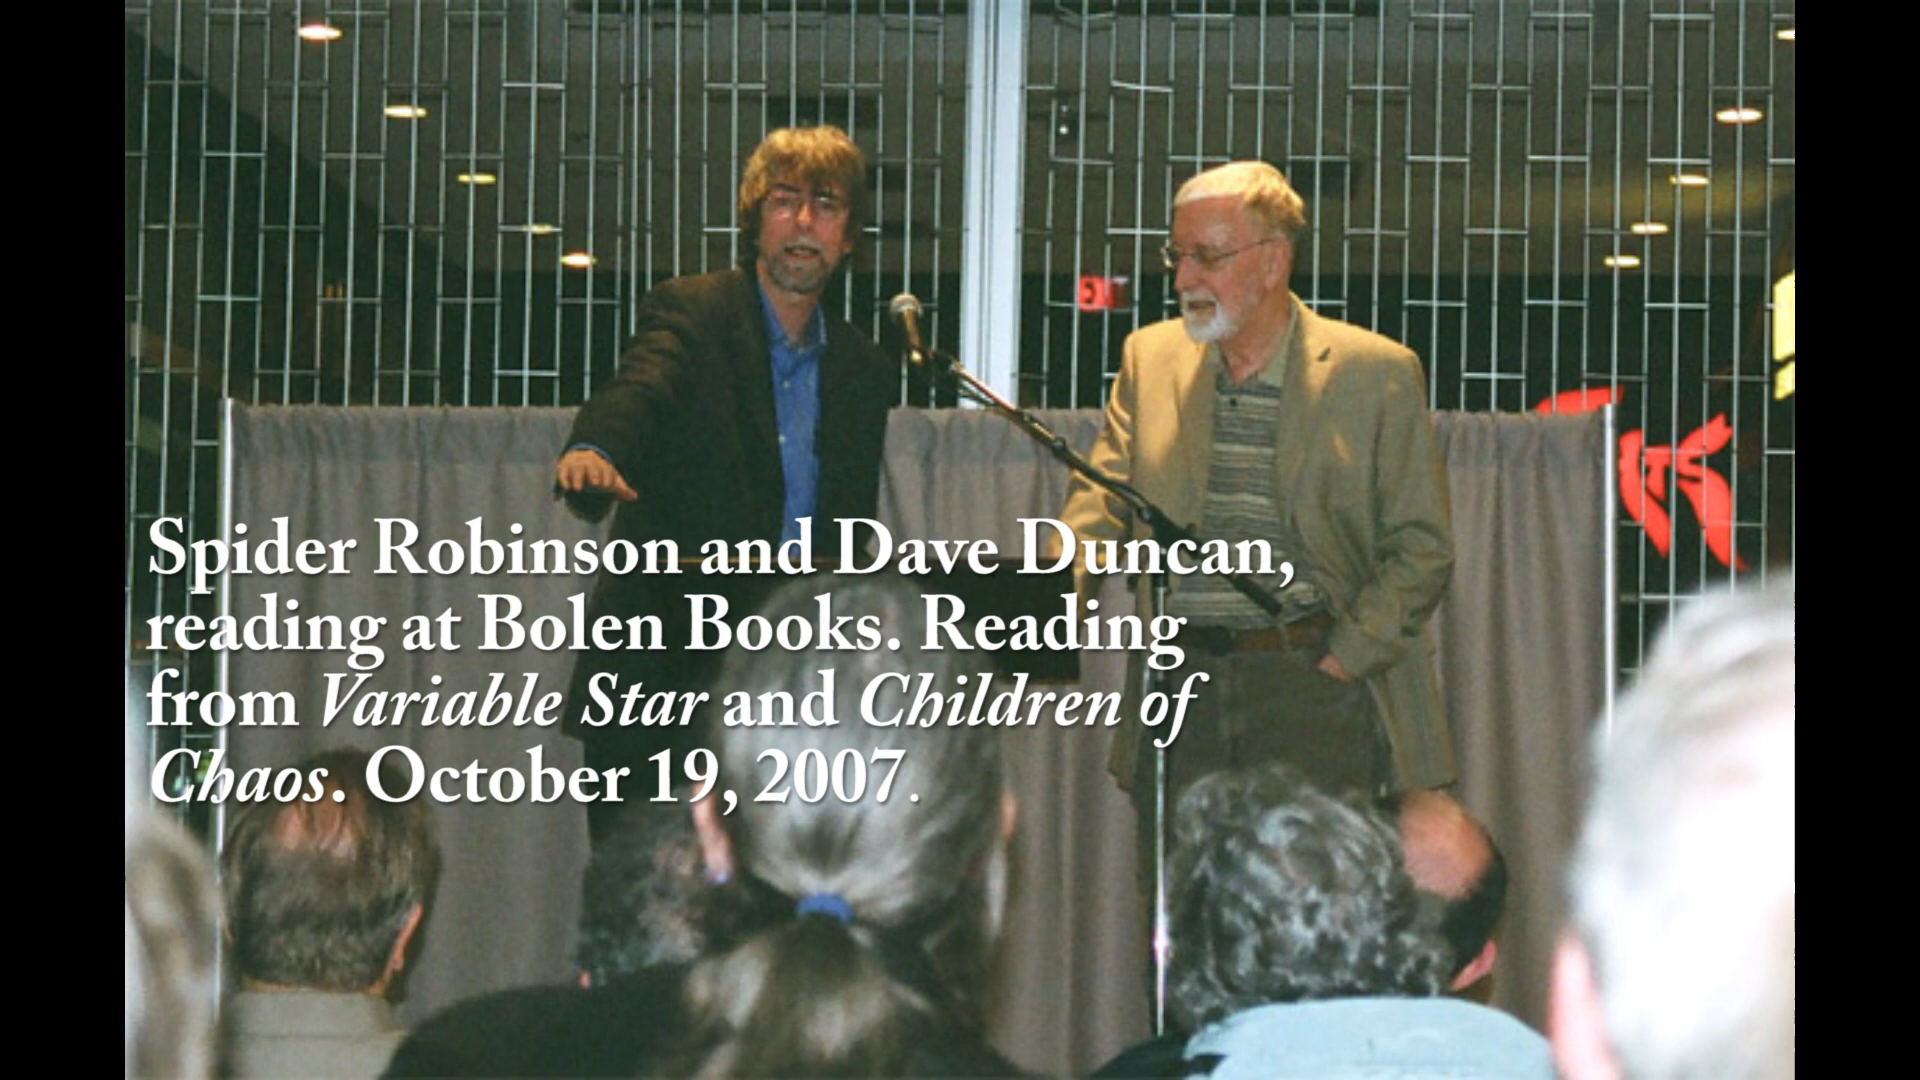 Spider Robinson and Dave Duncan,
reading at Bolen Books. Reading
from Variable Star and Children of
Chaos. October 19, 2007.